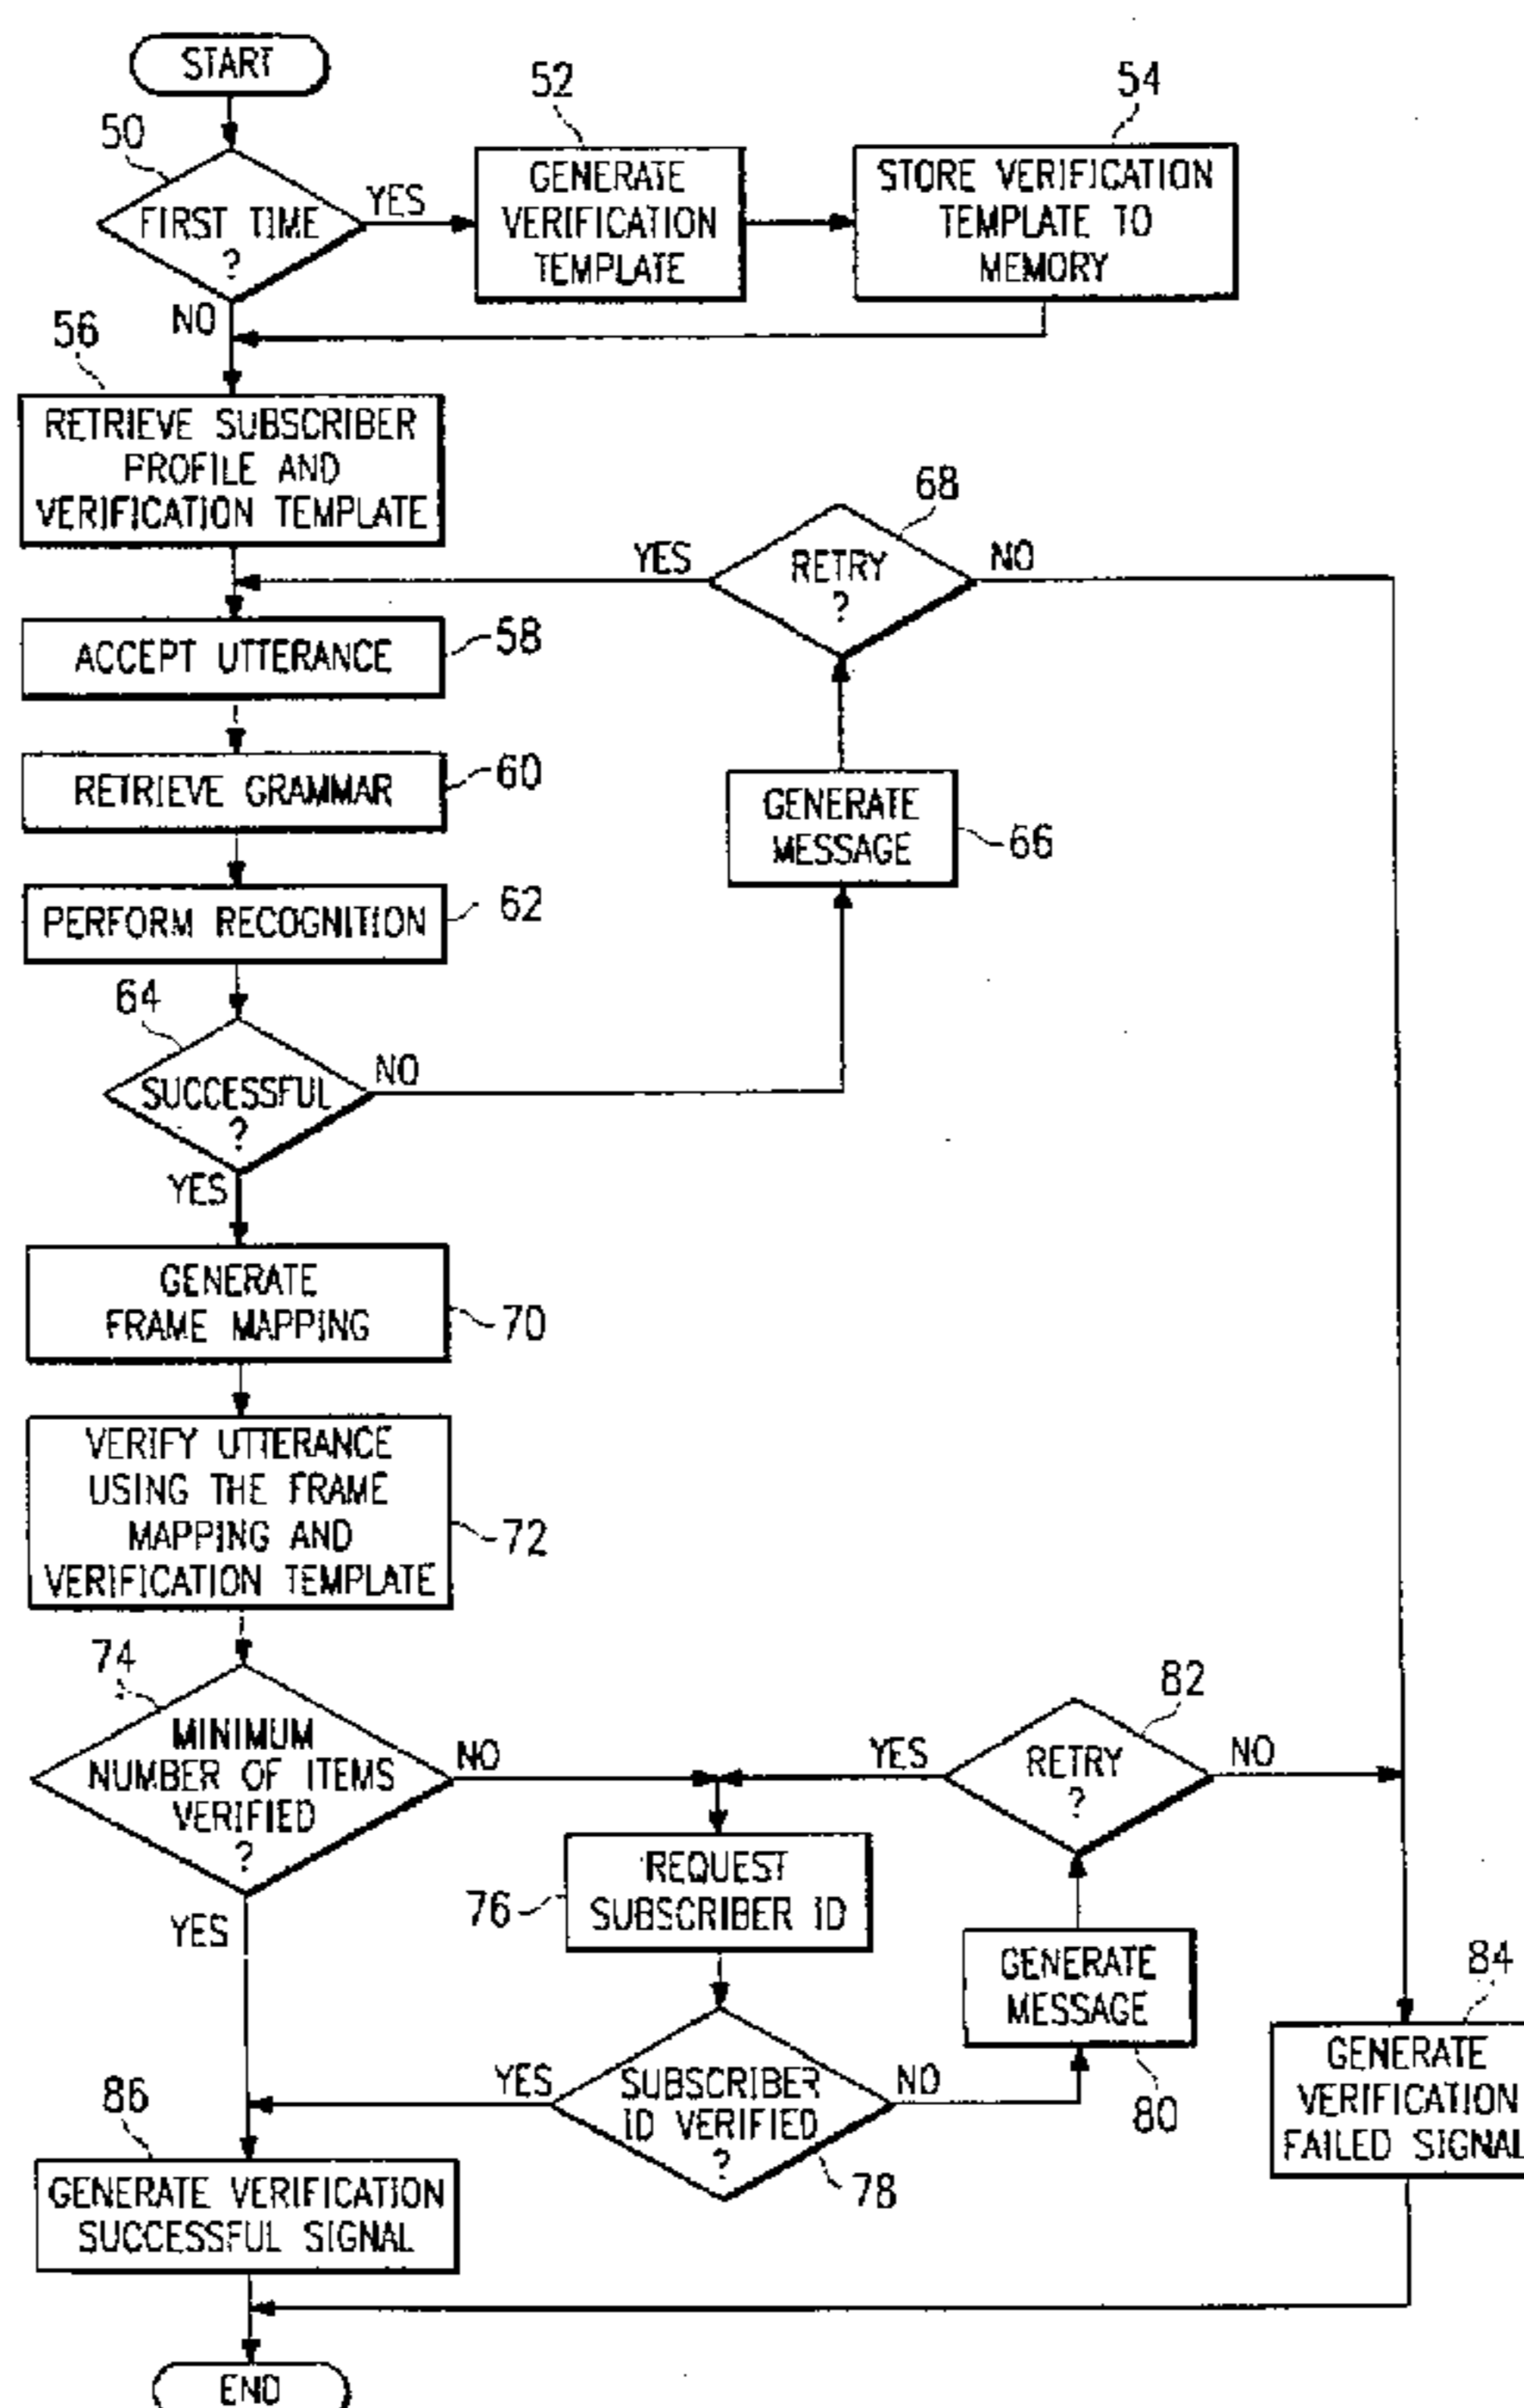 START
50
FIRST TIME
?
YES
NO
52
GENERATE
VERIFICATION
TEMPLATE
54
STORE VERIFICATION
TEMPLATE TO
MEMORY
56
RETRIEVE SUBSCRIBER
PROFILE AND
VERIFICATION TEMPLATE
68
YES
RETRY
?
NO
ACCEPT UTTERANCE
58
RETRIEVE GRAMMAR
60
GENERATE
MESSAGE
66
PERFORM RECOGNITION
62
64
SUCCESSFUL
?
NO
YES
GENERATE
FRAME MAPPING
70
VERIFY UTTERANCE
USING THE FRAME
MAPPING AND
VERIFICATION TEMPLATE
72
74
MINIMUM
NUMBER OF ITEMS
VERIFIED
?
NO
YES
82
YES
RETRY
?
NO
REQUEST
SUBSCRIBER ID
76
GENERATE
MESSAGE
80
84
GENERATE
VERIFICATION
FAILED SIGNAL
YES
SUBSCRIBER
ID VERIFIED
?
NO
78
86
GENERATE VERIFICATION
SUCCESSFUL SIGNAL
END